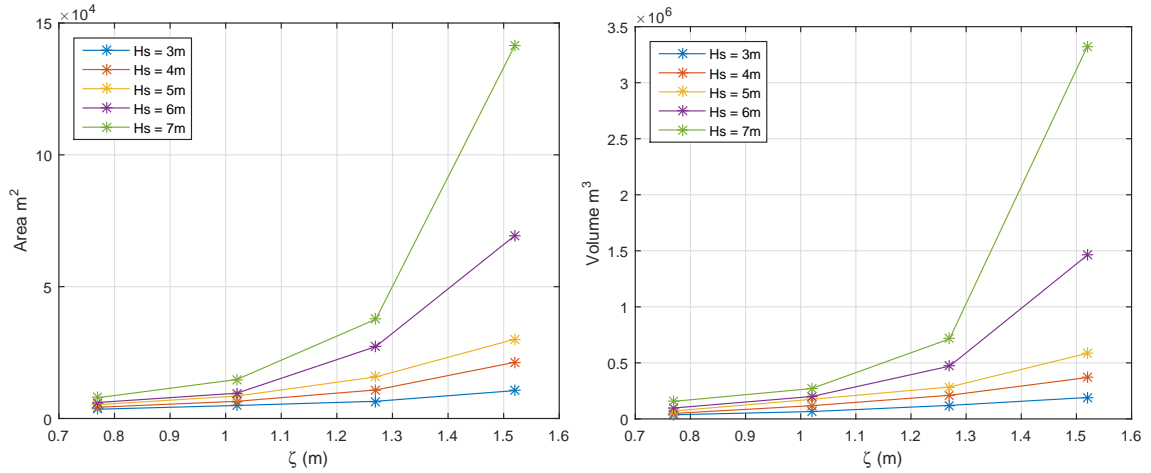 ×10⁴
15
10
5
0
Area m²
Hs = 3m
Hs = 4m
Hs = 5m
Hs = 6m
Hs = 7m
0.7 0.8 0.9 1 1.1 1.2 1.3 1.4 1.5 1.6
ζ (m)
×10⁶
3.5
3
2.5
2
1.5
1
0.5
0
Volume m³
Hs = 3m
Hs = 4m
Hs = 5m
Hs = 6m
Hs = 7m
0.7 0.8 0.9 1 1.1 1.2 1.3 1.4 1.5 1.6
ζ (m)